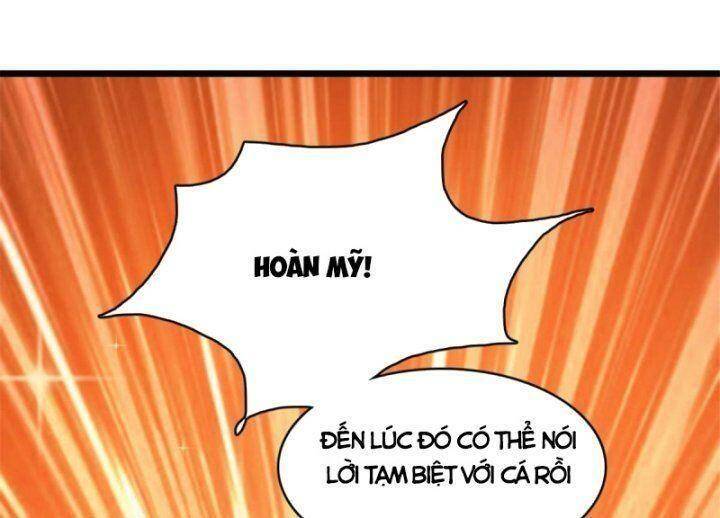 HOÀN MỸ!
ĐẾN LÚC ĐÓ CÓ THỂ NÓI
LỜI TẠM BIỆT VỚI CÁ RỒI